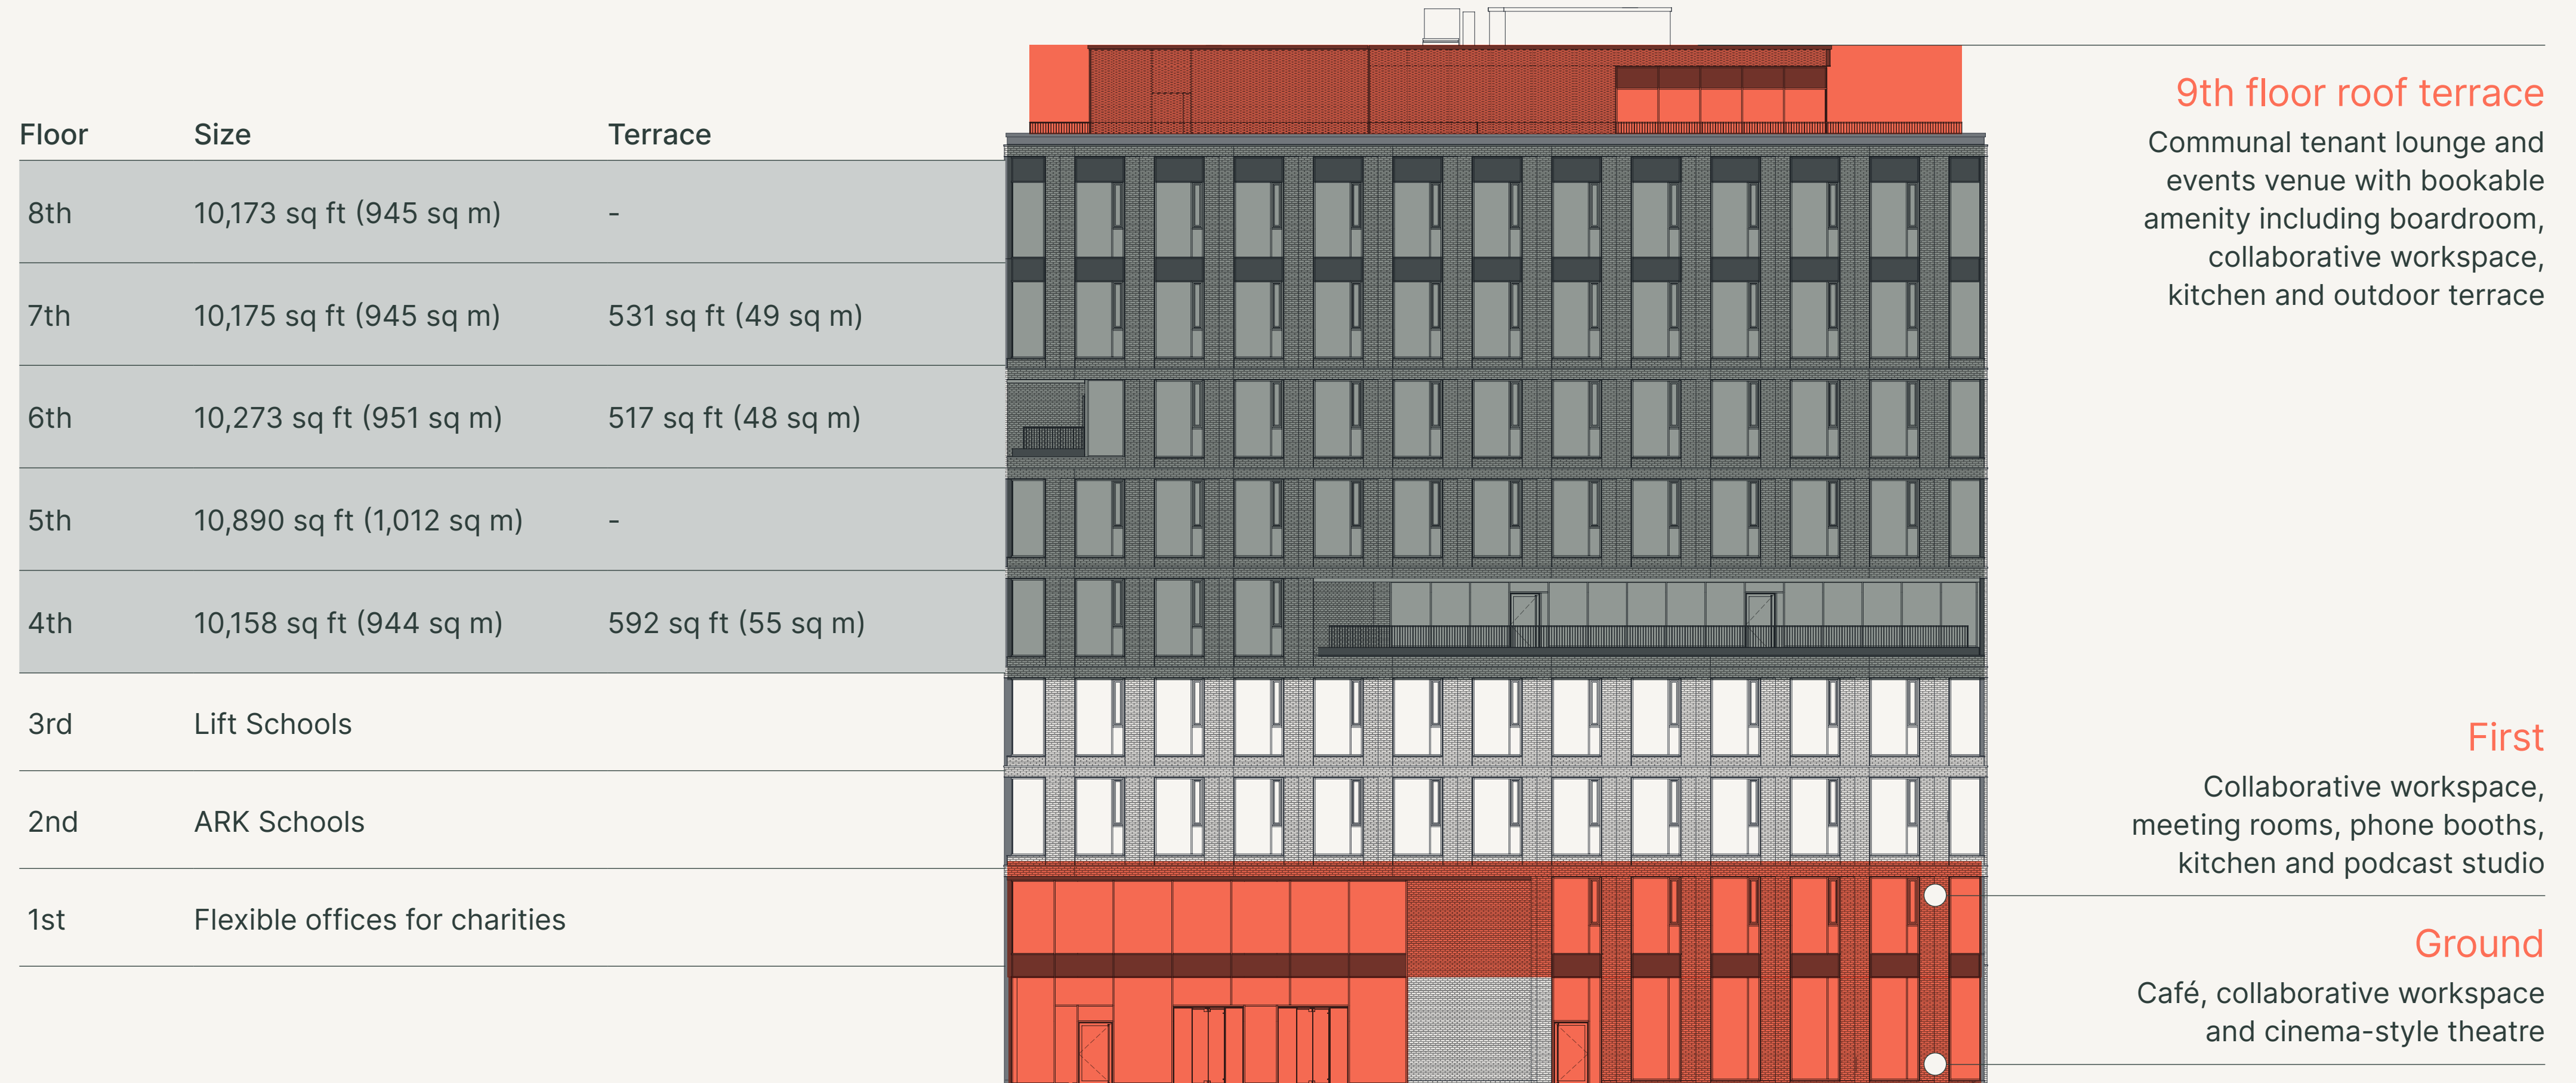 Floor Size Terrace
8th 10,173 sq ft (945 sq m) -
7th 10,175 sq ft (945 sq m) 531 sq ft (49 sq m)
6th 10,273 sq ft (951 sq m) 517 sq ft (48 sq m)
5th 10,890 sq ft (1,012 sq m) -
4th 10,158 sq ft (944 sq m) 592 sq ft (55 sq m)
3rd Lift Schools
2nd ARK Schools
1st Flexible offices for charities
9th floor roof terrace
Communal tenant lounge and
events venue with bookable
amenity including boardroom,
collaborative workspace,
kitchen and outdoor terrace
First
Collaborative workspace,
meeting rooms, phone booths,
kitchen and podcast studio
Ground
Café, collaborative workspace
and cinema-style theatre